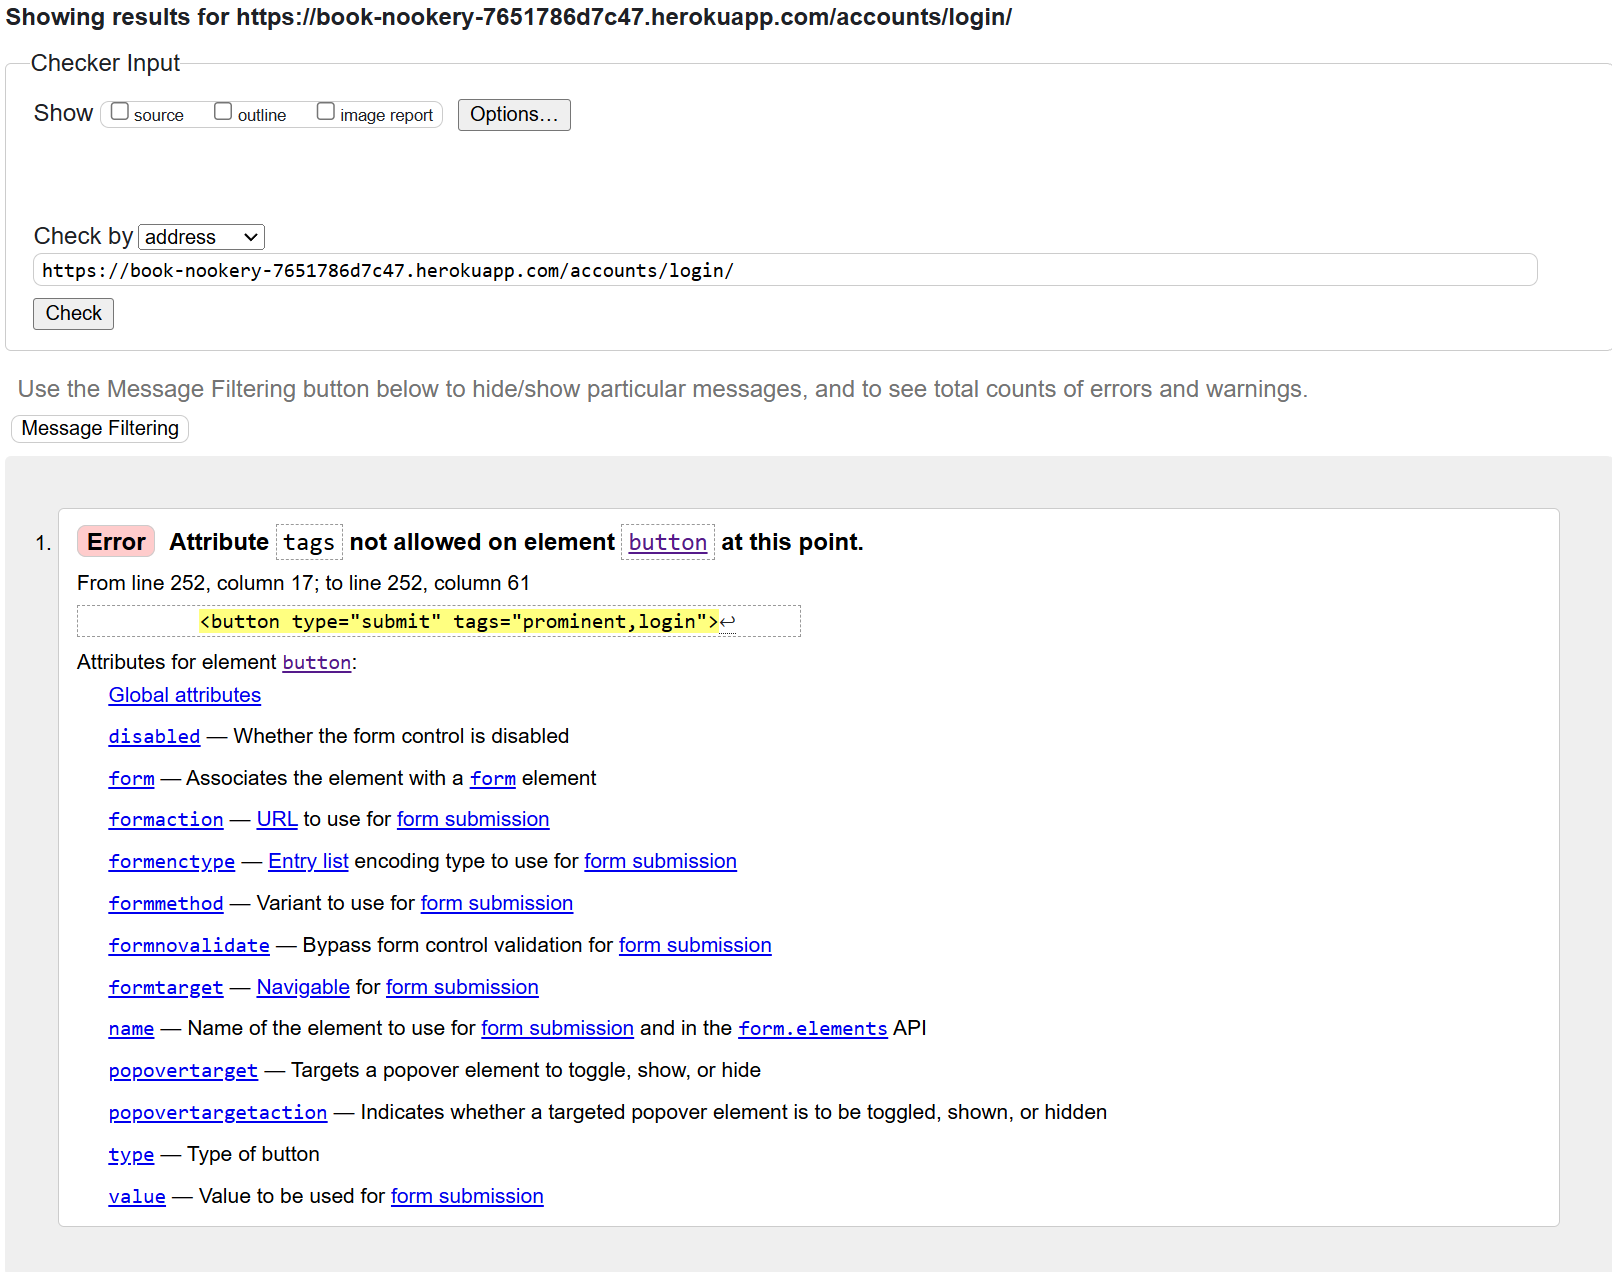 Showing results for https://book-nookery-7651786d7c47.herokuapp.com/accounts/login/
Checker Input
Show source outline image report Options...
Check by address
https://book-nookery-7651786d7c47.herokuapp.com/accounts/login/
Check
Use the Message Filtering button below to hide/show particular messages, and to see total counts of errors and warnings.
Message Filtering
1. Error Attribute tags not allowed on element button at this point.
From line 252, column 17; to line 252, column 61
<button type="submit" tags="prominent,login">↩
Attributes for element button:
Global attributes
disabled — Whether the form control is disabled
form — Associates the element with a form element
formaction — URL to use for form submission
formenctype — Entry list encoding type to use for form submission
formmethod — Variant to use for form submission
formnovalidate — Bypass form control validation for form submission
formtarget — Navigable for form submission
name — Name of the element to use for form submission and in the form.elements API
popovertarget — Targets a popover element to toggle, show, or hide
popovertargetaction — Indicates whether a targeted popover element is to be toggled, shown, or hidden
type — Type of button
value — Value to be used for form submission